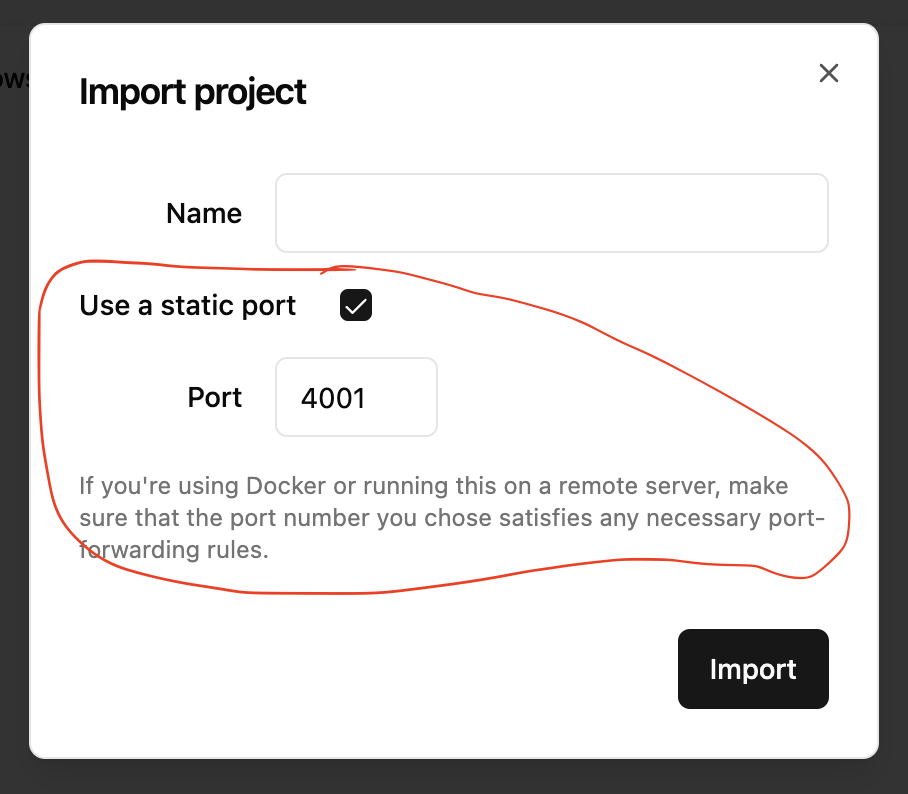 Import project
Name
Use a static port
Port
4001
If you're using Docker or running this on a remote server, make
sure that the port number you chose satisfies any necessary port-
forwarding rules.
Import